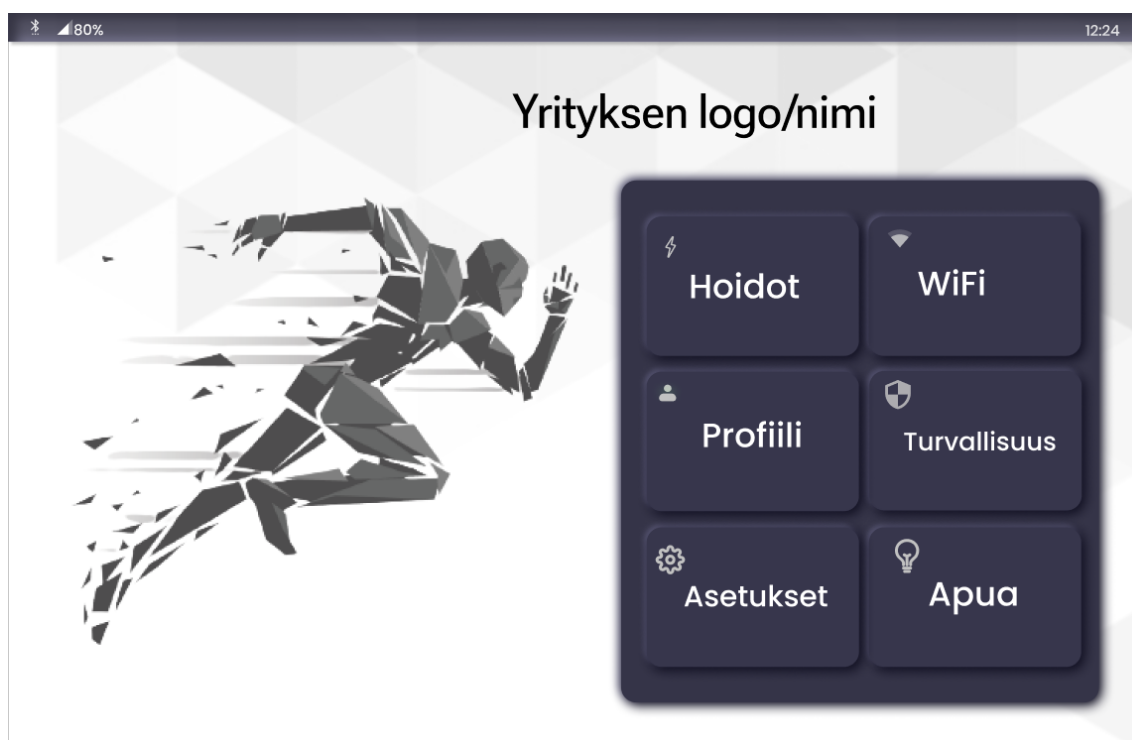 80% 12:24
Yrityksen logo/nimi
Hoidot WiFi
Profiili Turvallisuus
Asetukset Apua